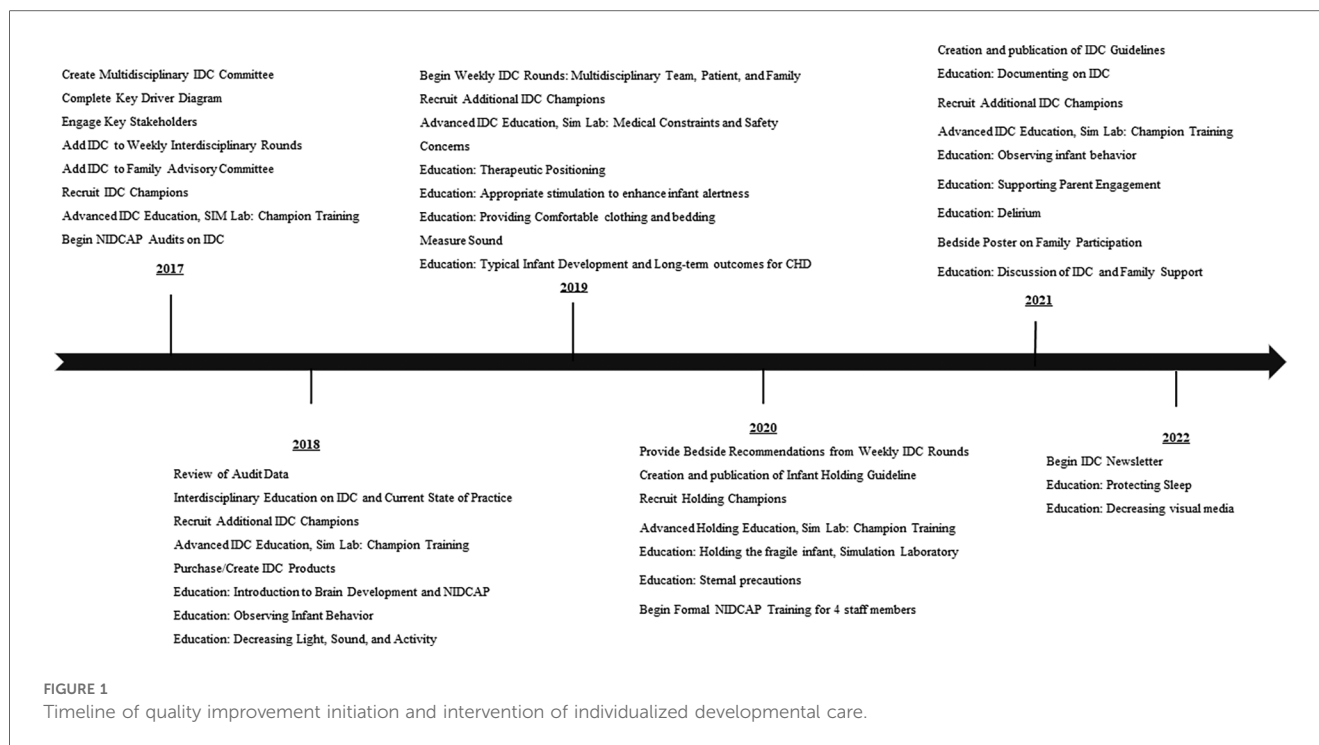 Create Multidisciplinary IDC Committee
Complete Key Driver Diagram
Engage Key Stakeholders
Add IDC to Weekly Interdisciplinary Rounds
Add IDC to Family Advisory Committee
Recruit IDC Champions
Advanced IDC Education, SIM Lab: Champion Training
Begin NIDCAP Audits on IDC
2017
Begin Weekly IDC Rounds: Multidisciplinary Team, Patient, and Family
Recruit Additional IDC Champions
Advanced IDC Education, Sim Lab: Medical Constraints and Safety
Concerns
Education: Therapeutic Positioning
Education: Appropriate stimulation to enhance infant alertness
Education: Providing Comfortable clothing and bedding
Measure Sound
Education: Typical Infant Development and Long-term outcomes for CHD
2019
Creation and publication of IDC Guidelines
Education: Documenting on IDC
Recruit Additional IDC Champions
Advanced IDC Education, Sim Lab: Champion Training
Education: Observing infant behavior
Education: Supporting Parent Engagement
Education: Delirium
Bedside Poster on Family Participation
Education: Discussion of IDC and Family Support
2021
2018
Review of Audit Data
Interdisciplinary Education on IDC and Current State of Practice
Recruit Additional IDC Champions
Advanced IDC Education, Sim Lab: Champion Training
Purchase/Create IDC Products
Education: Introduction to Brain Development and NIDCAP
Education: Observing Infant Behavior
Education: Decreasing Light, Sound, and Activity
2020
Provide Bedside Recommendations from Weekly IDC Rounds
Creation and publication of Infant Holding Guideline
Recruit Holding Champions
Advanced Holding Education, Sim Lab: Champion Training
Education: Holding the fragile infant, Simulation Laboratory
Education: Sternal precautions
Begin Formal NIDCAP Training for 4 staff members
2022
Begin IDC Newsletter
Education: Protecting Sleep
Education: Decreasing visual media
FIGURE 1
Timeline of quality improvement initiation and intervention of individualized developmental care.